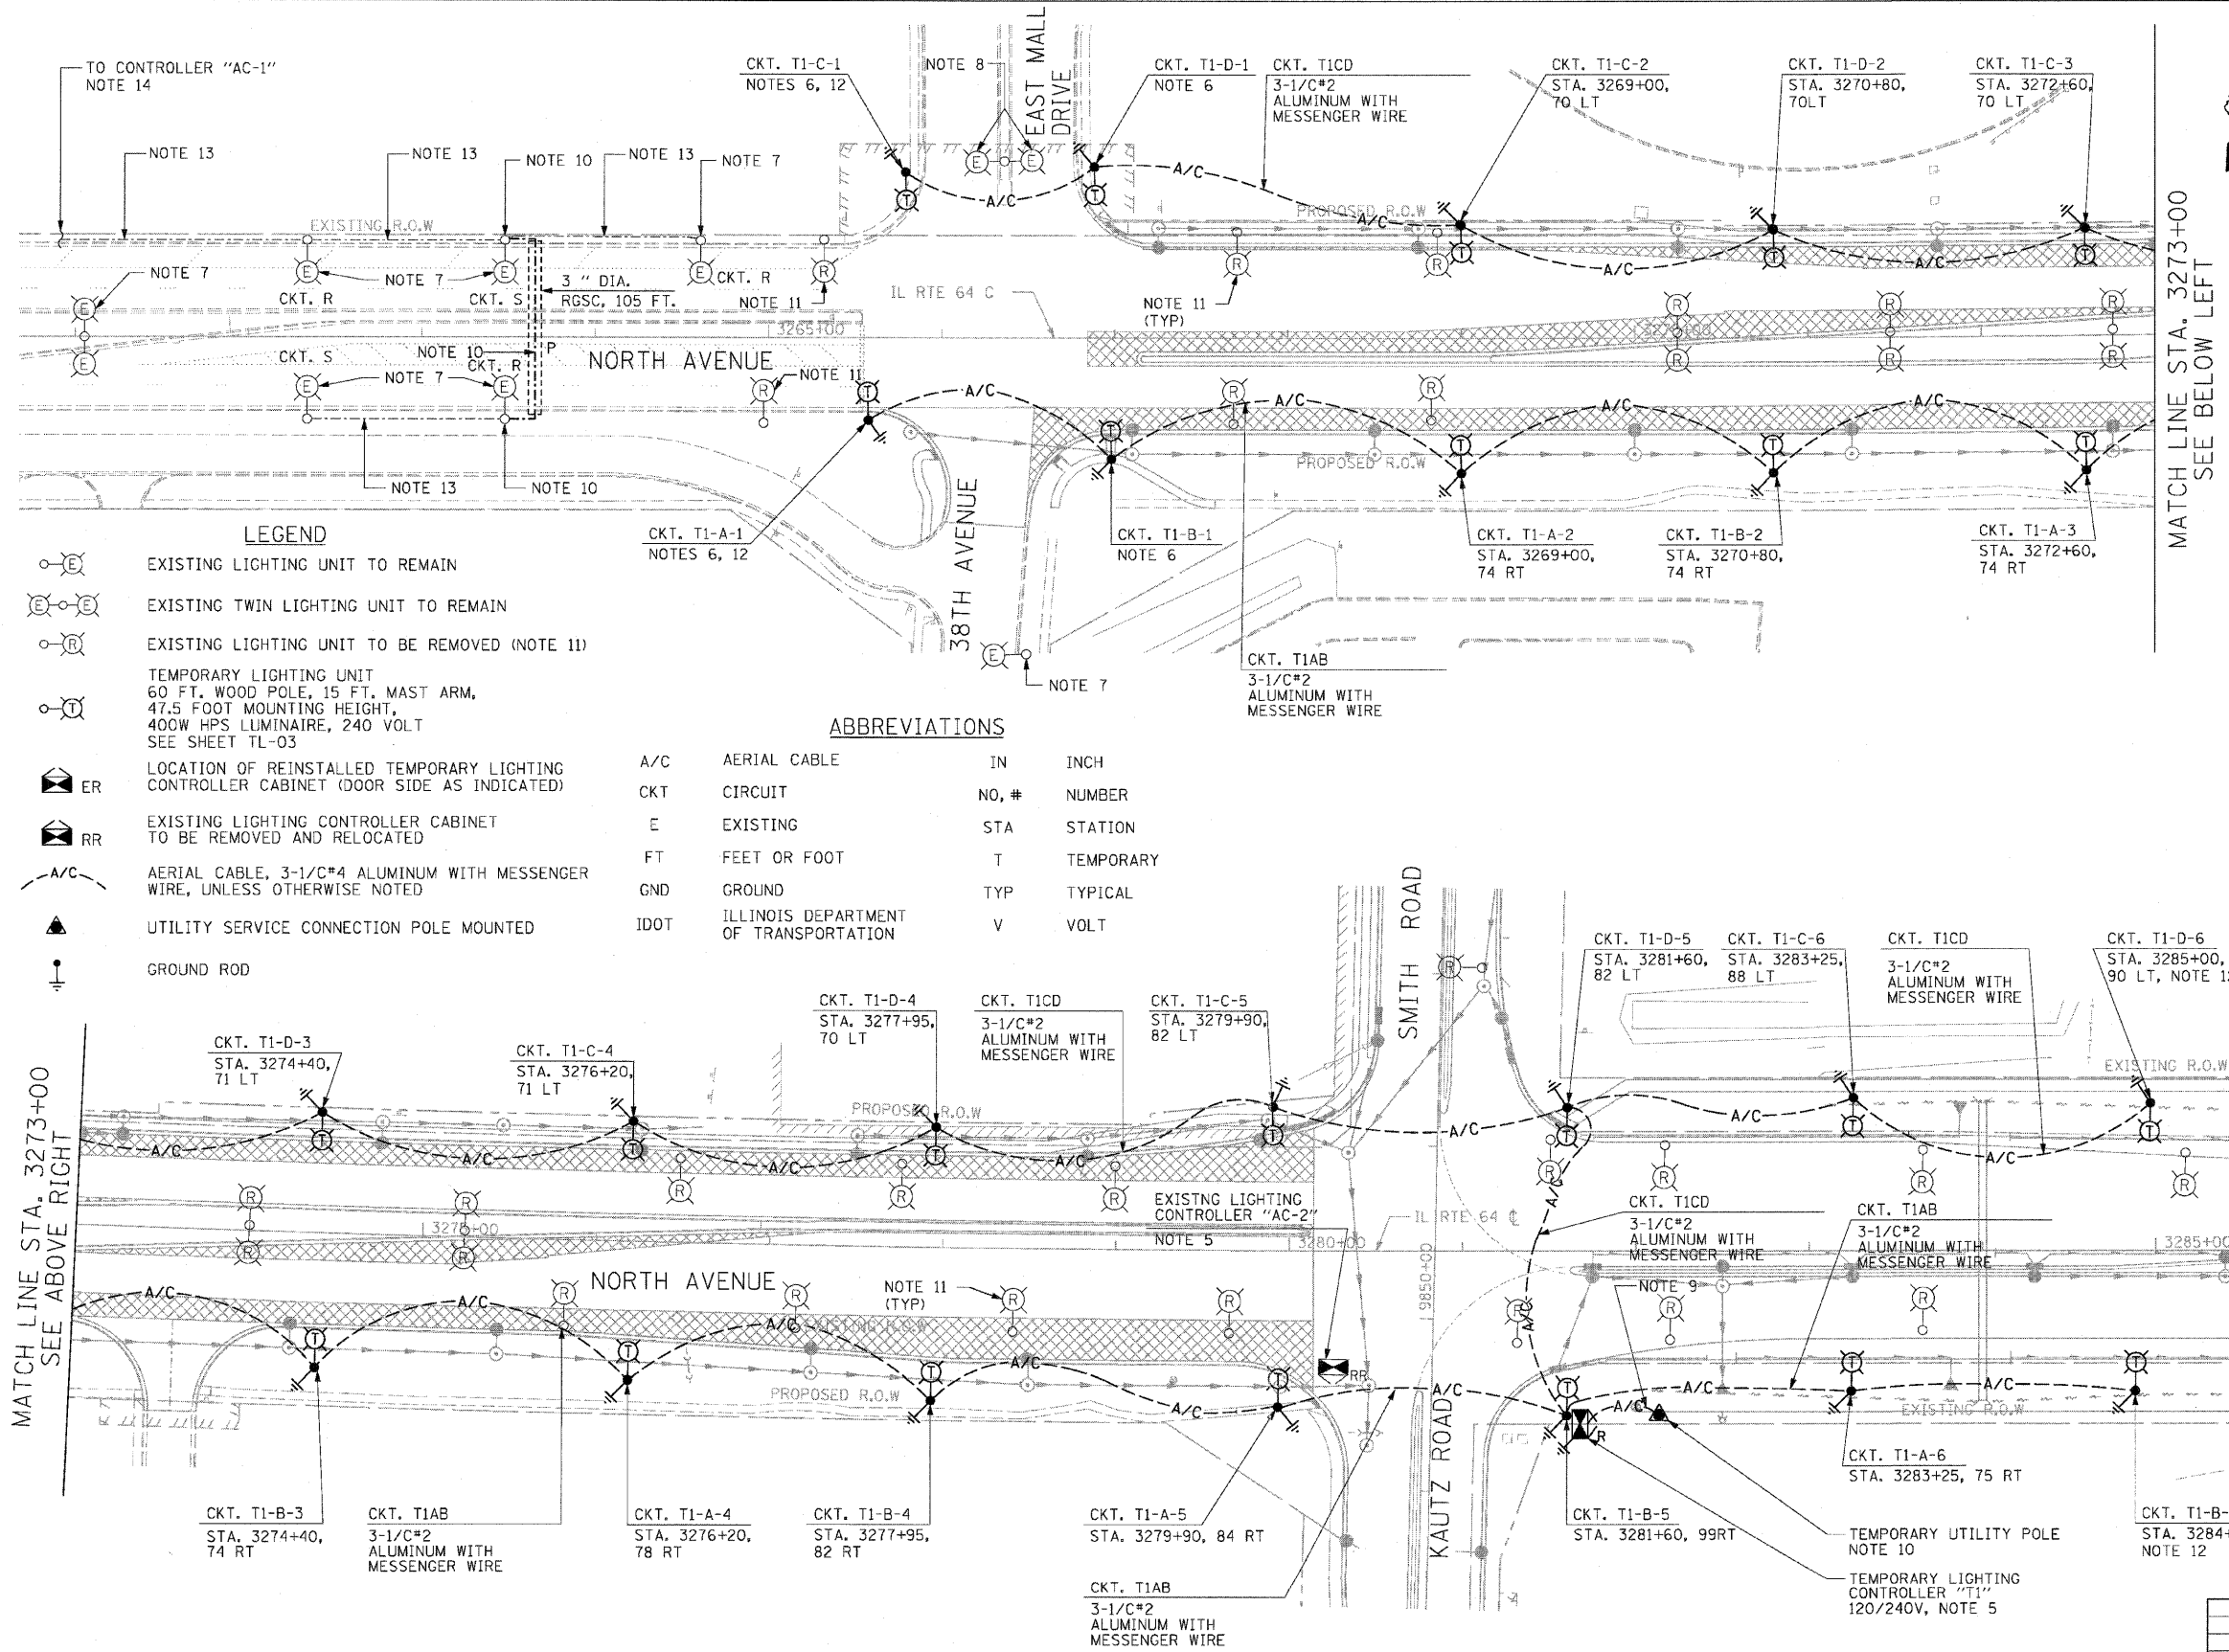 TO CONTROLLER "AC-1"
NOTE 14
NOTE 13
NOTE 13
NOTE 10
NOTE 13
NOTE 7
CKT. T1-C-1
NOTES 6, 12
NOTE 8
EAST MALL
DRIVE
CKT. T1-D-1
NOTE 6
CKT. T1CD
3-1/C#2
ALUMINUM WITH
MESSENGER WIRE
CKT. T1-C-2
STA. 3269+00,
70 LT
CKT. T1-D-2
STA. 3270+80,
70LT
CKT. T1-C-3
STA. 3272+60,
70 LT
MATCH LINE STA. 3273+00
SEE BELOW LEFT
EXISTING R.O.W
PROPOSED R.O.W
NOTE 7
NOTE 7
CKT. R
CKT. S
3 " DIA.
RGSC, 105 FT.
CKT. R
NOTE 11
IL RTE 64 C
NOTE 11
(TYP)
3265+00
CKT. S
NOTE 10
CKT. R
P
NORTH AVENUE
NOTE 7
NOTE 11
NOTE 13
NOTE 10
A/C
A/C
A/C
A/C
A/C
A/C
A/C
A/C
A/C
PROPOSED R.O.W
CKT. T1-A-1
NOTES 6, 12
38TH AVENUE
CKT. T1-B-1
NOTE 6
CKT. T1-A-2
STA. 3269+00,
74 RT
CKT. T1-B-2
STA. 3270+80,
74 RT
CKT. T1-A-3
STA. 3272+60,
74 RT
NOTE 7
CKT. T1AB
3-1/C#2
ALUMINUM WITH
MESSENGER WIRE
LEGEND
E EXISTING LIGHTING UNIT TO REMAIN
E E EXISTING TWIN LIGHTING UNIT TO REMAIN
R EXISTING LIGHTING UNIT TO BE REMOVED (NOTE 11)
T TEMPORARY LIGHTING UNIT
60 FT. WOOD POLE, 15 FT. MAST ARM,
47.5 FOOT MOUNTING HEIGHT,
400W HPS LUMINAIRE, 240 VOLT
SEE SHEET TL-03
ER LOCATION OF REINSTALLED TEMPORARY LIGHTING
CONTROLLER CABINET (DOOR SIDE AS INDICATED)
RR EXISTING LIGHTING CONTROLLER CABINET
TO BE REMOVED AND RELOCATED
A/C AERIAL CABLE, 3-1/C#4 ALUMINUM WITH MESSENGER
WIRE, UNLESS OTHERWISE NOTED
UTILITY SERVICE CONNECTION POLE MOUNTED
GROUND ROD
ABBREVIATIONS
A/C AERIAL CABLE IN INCH
CKT CIRCUIT NO, # NUMBER
E EXISTING STA STATION
FT FEET OR FOOT T TEMPORARY
GND GROUND TYP TYPICAL
IDOT ILLINOIS DEPARTMENT
OF TRANSPORTATION V VOLT
MATCH LINE STA. 3273+00
SEE ABOVE RIGHT
CKT. T1-D-3
STA. 3274+40,
71 LT
CKT. T1-C-4
STA. 3276+20,
71 LT
CKT. T1-D-4
STA. 3277+95,
70 LT
CKT. T1CD
3-1/C#2
ALUMINUM WITH
MESSENGER WIRE
CKT. T1-C-5
STA. 3279+90,
82 LT
SMITH ROAD
CKT. T1-D-5
STA. 3281+60,
82 LT
CKT. T1-C-6
STA. 3283+25,
88 LT
CKT. T1CD
3-1/C#2
ALUMINUM WITH
MESSENGER WIRE
CKT. T1-D-6
STA. 3285+00,
90 LT, NOTE
EXISTING R.O.W
PROPOSED R.O.W
A/C
A/C
A/C
A/C
A/C
A/C
A/C
A/C
EXISTNG LIGHTING
CONTROLLER "AC-2"
NOTE 5
IL RTE 64
3280+00
9850+00
CKT. T1CD
3-1/C#2
ALUMINUM WITH
MESSENGER WIRE
CKT. T1AB
3-1/C#2
ALUMINUM WITH
MESSENGER WIRE
3285+00
NOTE 9
NORTH AVENUE
NOTE 11
(TYP)
A/C
A/C
A/C
A/C
A/C
A/C
A/C
A/C
A/C
A/C
RR
PROPOSED R.O.W
EXISTING R.O.W
KAUTZ ROAD
CKT. T1-B-3
STA. 3274+40,
74 RT
CKT. T1AB
3-1/C#2
ALUMINUM WITH
MESSENGER WIRE
CKT. T1-A-4
STA. 3276+20,
78 RT
CKT. T1-B-4
STA. 3277+95,
82 RT
CKT. T1-A-5
STA. 3279+90, 84 RT
CKT. T1AB
3-1/C#2
ALUMINUM WITH
MESSENGER WIRE
CKT. T1-B-5
STA. 3281+60, 99RT
CKT. T1-A-6
STA. 3283+25, 75 RT
TEMPORARY UTILITY POLE
NOTE 10
TEMPORARY LIGHTING
CONTROLLER "T1"
120/240V, NOTE 5
CKT. T1-B-
STA. 3284+
NOTE 12